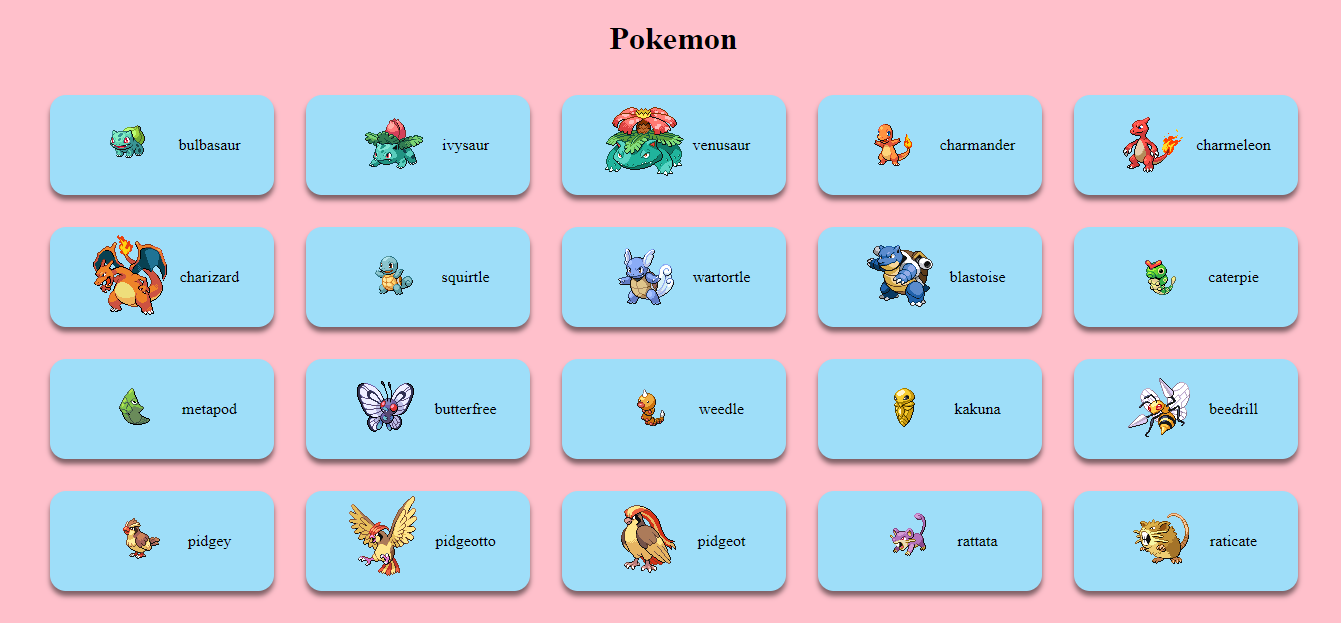 Pokemon
bulbasaur
ivysaur
venusaur
charmander
charmeleon
charizard
squirtle
wartortle
blastoise
caterpie
metapod
butterfree
weedle
kakuna
beedrill
pidgey
pidgeotto
pidgeot
rattata
raticate